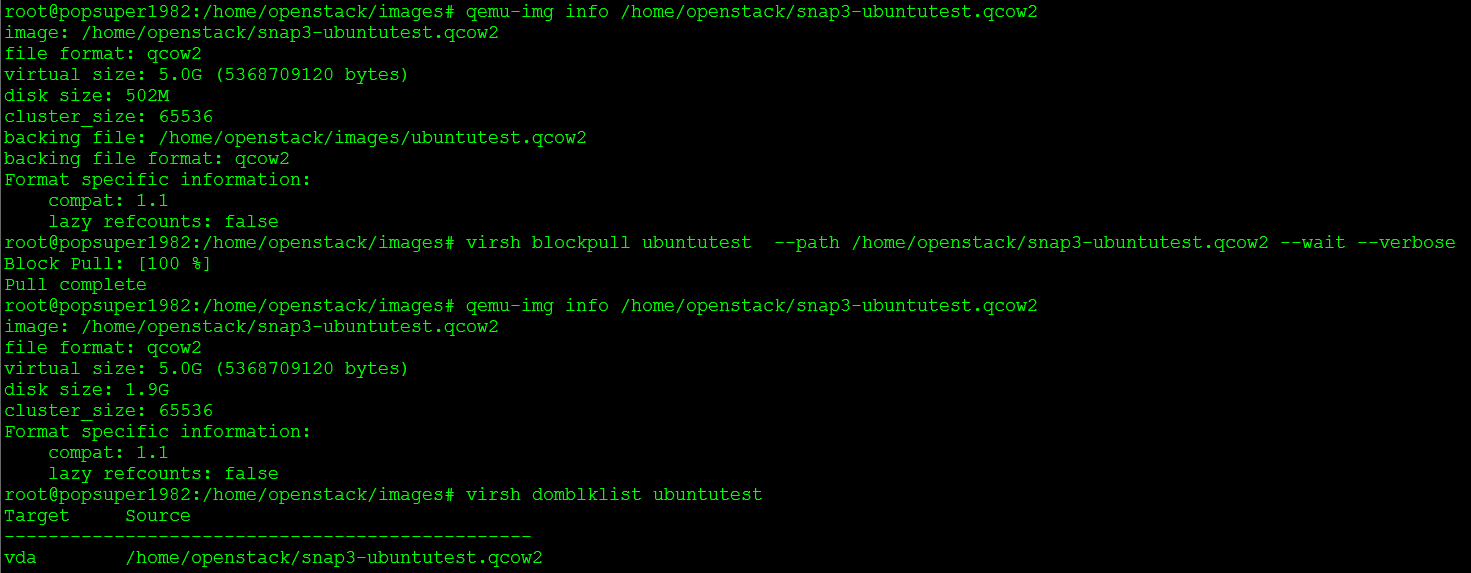 root@popsuper1982:/home/openstack/images# qemu-img info /home/openstack/snap3-ubuntutest.qcow2
image: /home/openstack/snap3-ubuntutest.qcow2
file format: qcow2
virtual size: 5.0G (5368709120 bytes)
disk size: 502M
cluster_size: 65536
backing file: /home/openstack/images/ubuntutest.qcow2
backing file format: qcow2
Format specific information:
    compat: 1.1
    lazy refcounts: false
root@popsuper1982:/home/openstack/images# virsh blockpull ubuntutest  --path /home/openstack/snap3-ubuntutest.qcow2 --wait --verbose
Block Pull: [100 %]
Pull complete
root@popsuper1982:/home/openstack/images# qemu-img info /home/openstack/snap3-ubuntutest.qcow2
image: /home/openstack/snap3-ubuntutest.qcow2
file format: qcow2
virtual size: 5.0G (5368709120 bytes)
disk size: 1.9G
cluster_size: 65536
Format specific information:
    compat: 1.1
    lazy refcounts: false
root@popsuper1982:/home/openstack/images# virsh domblklist ubuntutest
Target     Source
------------------------------------------------
vda        /home/openstack/snap3-ubuntutest.qcow2